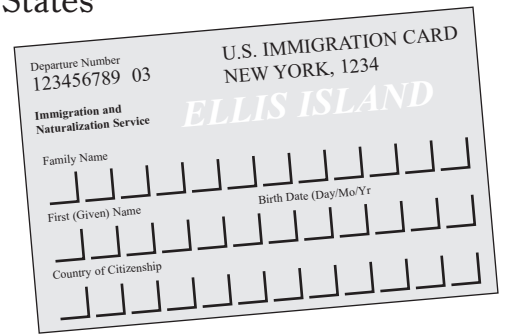 States
Departure Number
123456789 03
U.S. IMMIGRATION CARD
NEW YORK, 1234
Immigration and
Naturalization Service
ELLIS ISLAND
Family Name
First (Given) Name
Birth Date (Day/Mo/Yr
Country of Citizenship